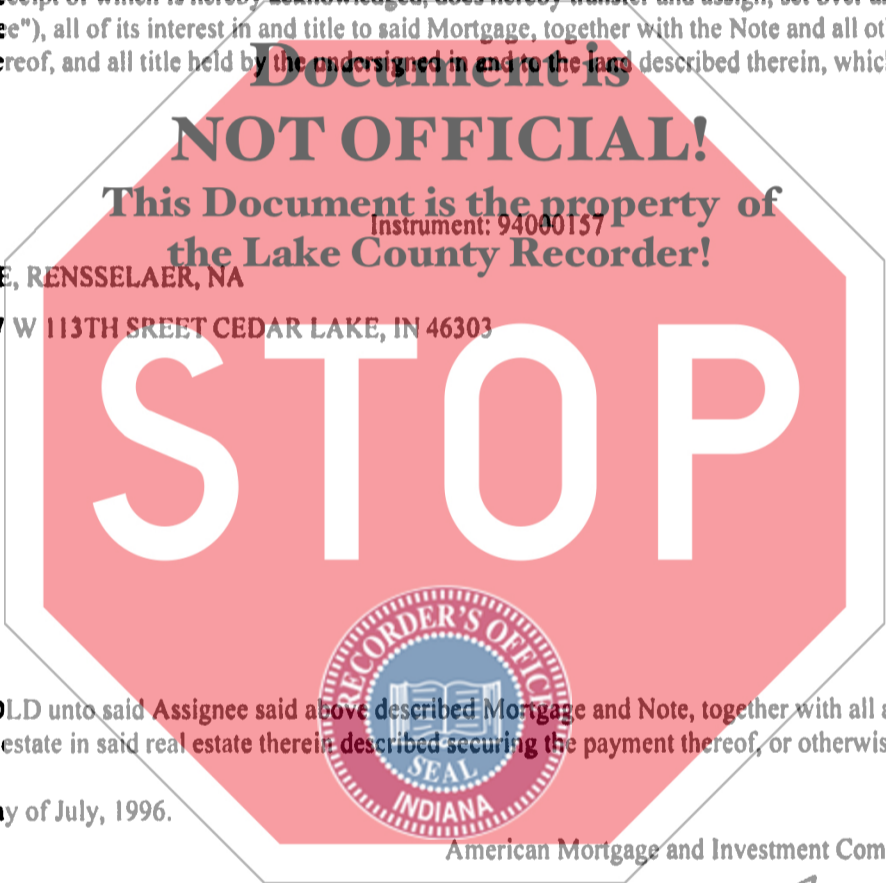 receipt of which is hereby acknowledged, does hereby transfer and assign, set over
ee"), all of its interest in and title to said Mortgage, together with the Note and all ot
ereof, and all title held by the undersigned in and to the land described therein, whic
Document is
NOT OFFICIAL!
This Document is the property of
Instrument: 94000157
the Lake County Recorder!
E, RENSSELAER, NA
W 113TH SREET CEDAR LAKE, IN 46303
STOP
RECORDER'S OFFICE
OLD unto said Assignee said above described Mortgage and Note, together with all a
estate in said real estate therein described securing the payment thereof, or otherwis
SEAL
INDIANA
ay of July, 1996.
American Mortgage and Investment Com